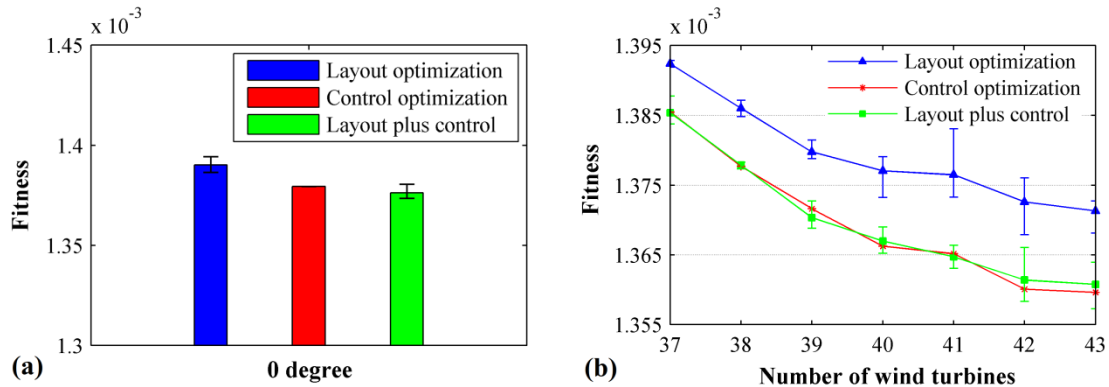 x 10⁻³
1.45
1.4
1.35
1.3
Fitness
Layout optimization
Control optimization
Layout plus control
0 degree
(a)
x 10⁻³
1.395
1.385
1.375
1.365
1.355
Fitness
Layout optimization
Control optimization
Layout plus control
37 38 39 40 41 42 43
Number of wind turbines
(b)